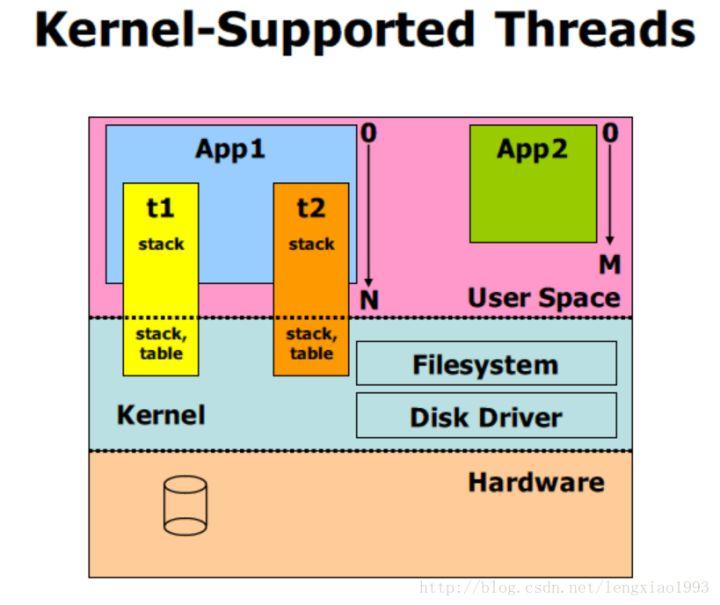 Kernel-Supported Threads
App1
0
App2
0
t1
t2
stack
stack
M
N
User Space
stack,
table
stack,
table
Filesystem
Kernel
Disk Driver
Hardware
http://blog.csdn.net/lengxiao1993